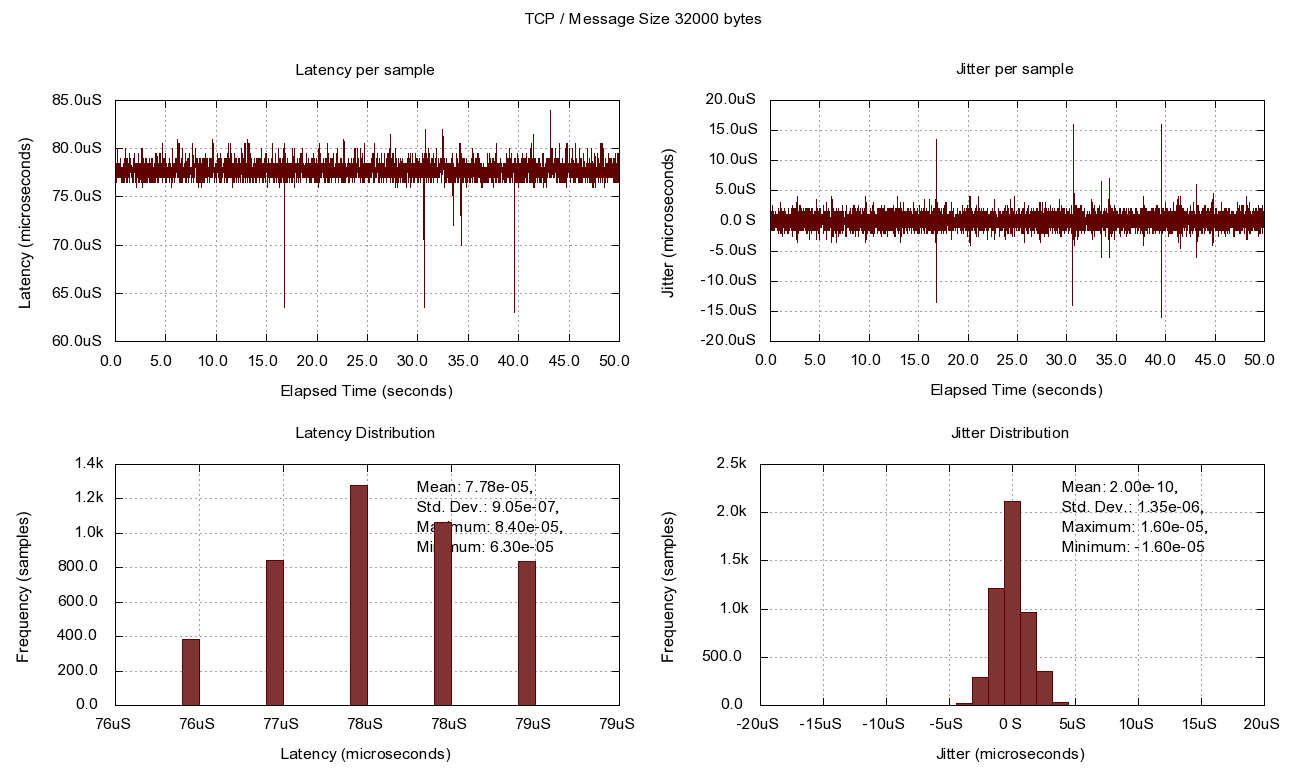 TCP / Message Size 32000 bytes
Latency per sample
85.0uS
80.0uS
75.0uS
70.0uS
65.0uS
60.0uS
Latency (microseconds)
0.0 5.0 10.0 15.0 20.0 25.0 30.0 35.0 40.0 45.0 50.0
Elapsed Time (seconds)
Jitter per sample
20.0uS
15.0uS
10.0uS
5.0uS
0.0 S
-5.0uS
-10.0uS
-15.0uS
-20.0uS
Jitter (microseconds)
0.0 5.0 10.0 15.0 20.0 25.0 30.0 35.0 40.0 45.0 50.0
Elapsed Time (seconds)
Latency Distribution
1.4k
1.2k
1.0k
800.0
600.0
400.0
200.0
0.0
Frequency (samples)
Mean: 7.78e-05,
Std. Dev.: 9.05e-07,
Maximum: 8.40e-05,
Minimum: 6.30e-05
76uS 76uS 77uS 78uS 78uS 79uS 79uS
Latency (microseconds)
Jitter Distribution
2.5k
2.0k
1.5k
1.0k
500.0
0.0
Frequency (samples)
Mean: 2.00e-10,
Std. Dev.: 1.35e-06,
Maximum: 1.60e-05,
Minimum: -1.60e-05
-20uS -15uS -10uS -5uS 0 S 5uS 10uS 15uS 20uS
Jitter (microseconds)